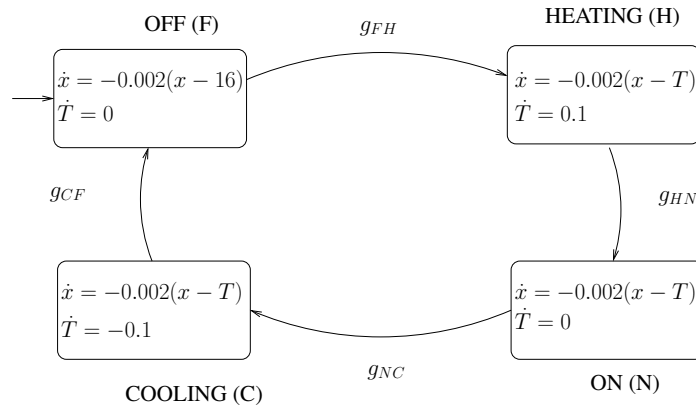 OFF (F)
HEATING (H)
g_{FH}
ẋ = −0.002(x − 16)
Ṫ = 0
ẋ = −0.002(x − T)
Ṫ = 0.1
g_{CF}
g_{HN}
ẋ = −0.002(x − T)
Ṫ = −0.1
ẋ = −0.002(x − T)
Ṫ = 0
g_{NC}
COOLING (C)
ON (N)